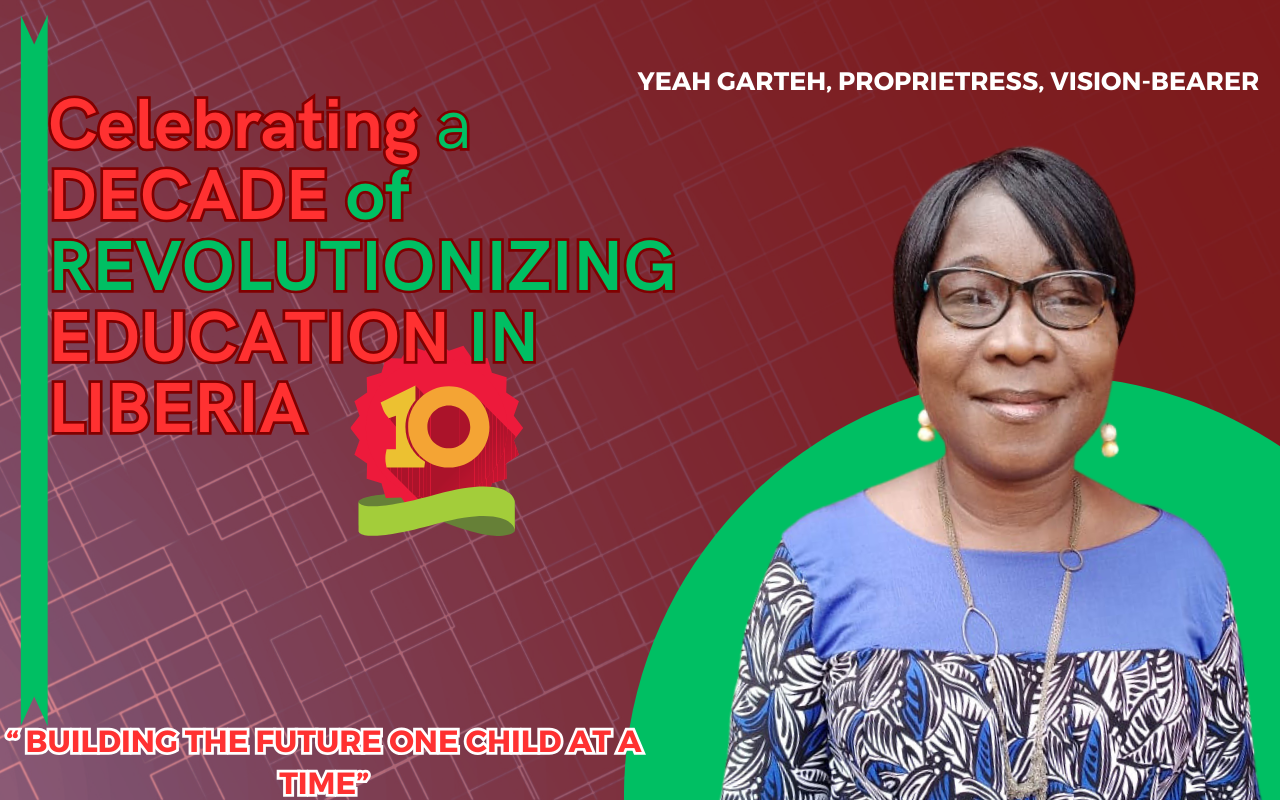 YEAH GARTEH, PROPRIETRESS, VISION-BEARER
Celebrating a
DECADE of
REVOLUTIONIZING
EDUCATION IN
LIBERIA
10
“ BUILDING THE FUTURE ONE CHILD AT A
TIME”